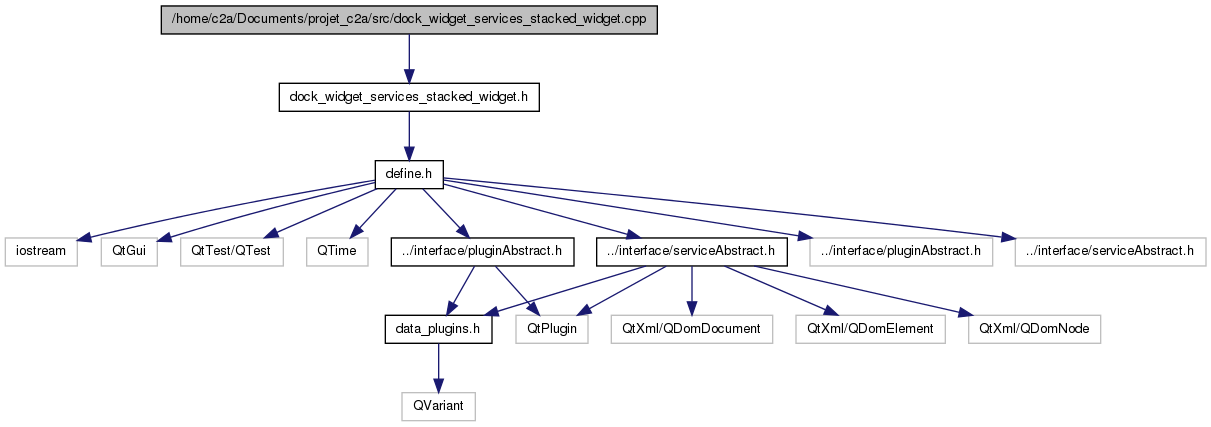 /home/c2a/Documents/projet_c2a/src/dock_widget_services_stacked_widget.cpp
dock_widget_services_stacked_widget.h
define.h
iostream
QtGui
QtTest/QTest
QTime
../interface/pluginAbstract.h
../interface/serviceAbstract.h
../interface/pluginAbstract.h
../interface/serviceAbstract.h
data_plugins.h
QtPlugin
QtXml/QDomDocument
QtXml/QDomElement
QtXml/QDomNode
QVariant